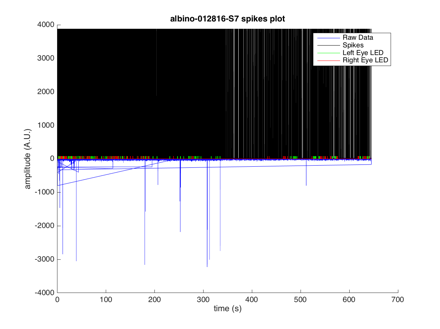 albino-012816-S7 spikes plot
Raw Data
Spikes
Left Eye LED
Right Eye LED
4000
3000
2000
1000
0
-1000
-2000
-3000
-4000
amplitude (A.U.)
0 100 200 300 400 500 600 700
time (s)